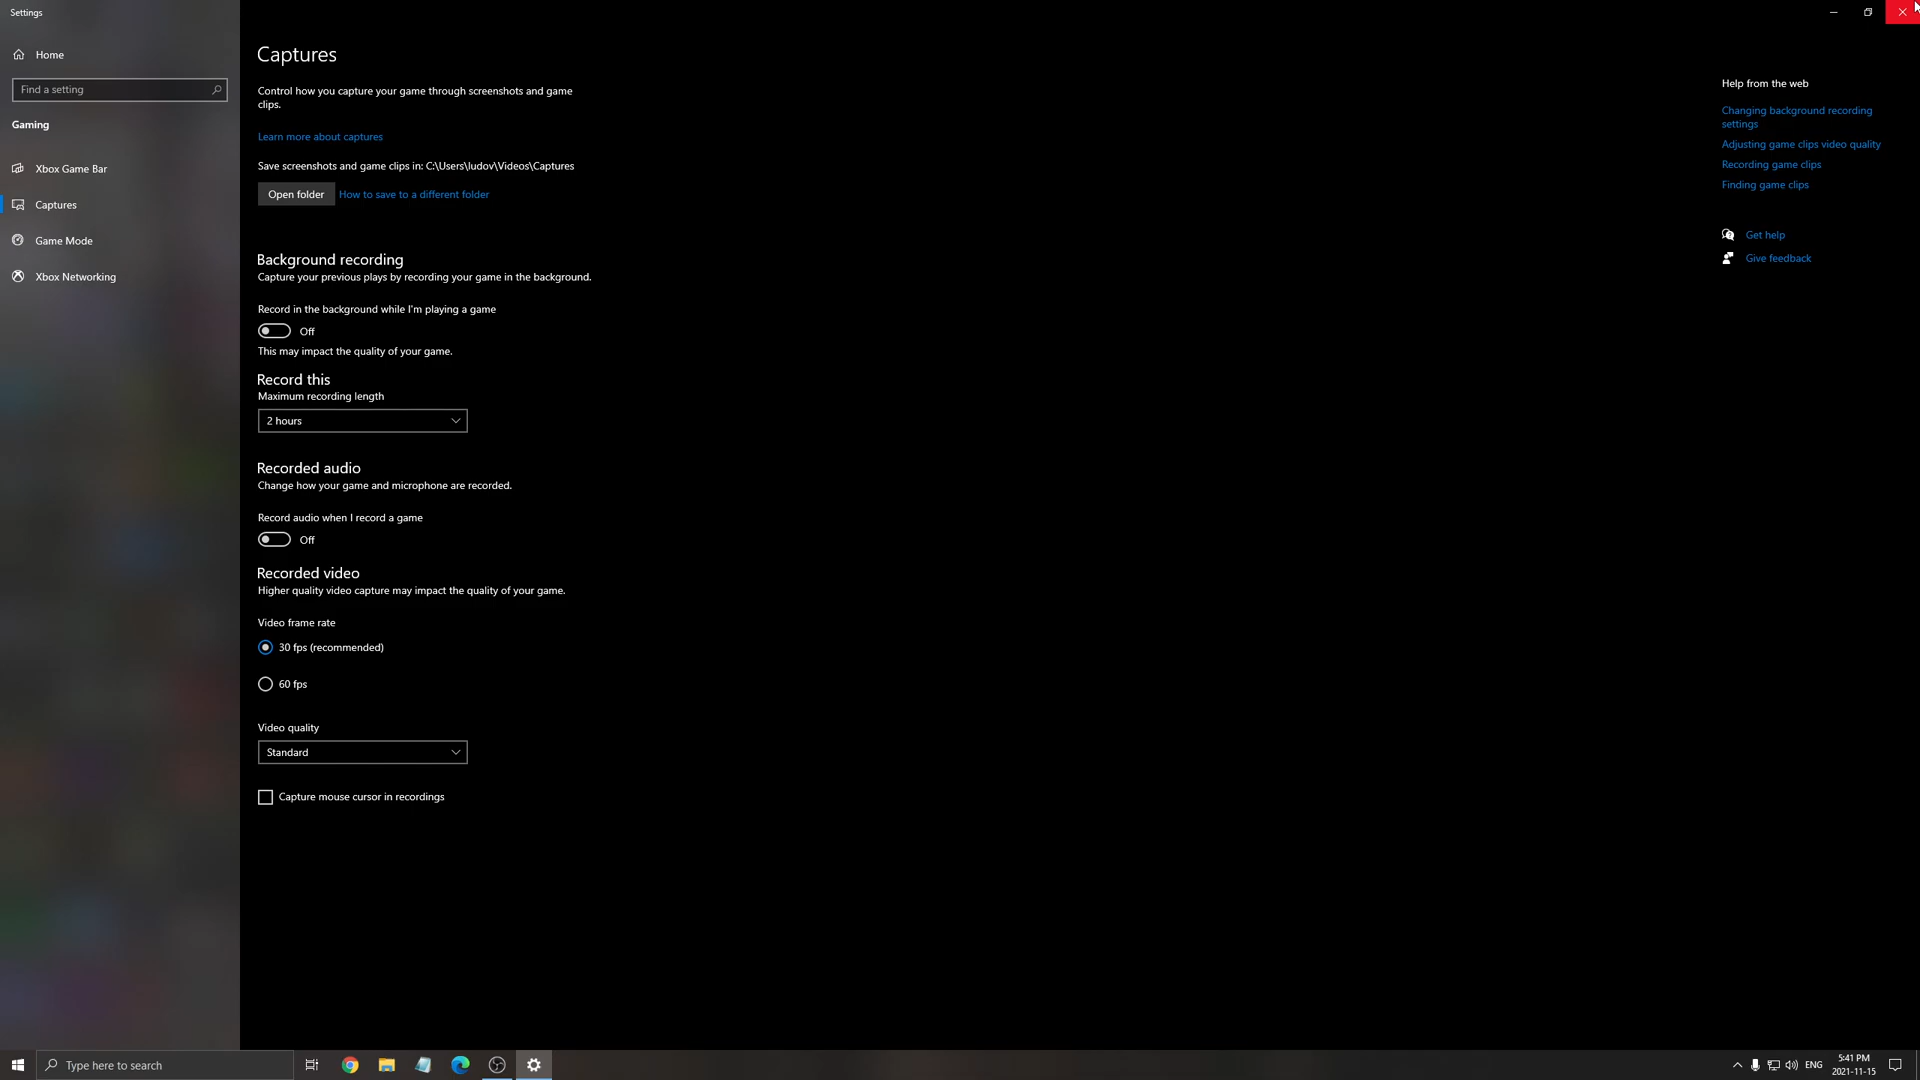 Settings
Home
Find a setting
Gaming
Xbox Game Bar
Captures
Game Mode
Xbox Networking
Captures
Control how you capture your game through screenshots and game
clips.
Learn more about captures
Save screenshots and game clips in: C:\Users\ludov\Videos\Captures
Open folder
How to save to a different folder
Background recording
Capture your previous plays by recording your game in the background.
Record in the background while I'm playing a game
Off
This may impact the quality of your game.
Record this
Maximum recording length
2 hours
Recorded audio
Change how your game and microphone are recorded.
Record audio when I record a game
Off
Recorded video
Higher quality video capture may impact the quality of your game.
Video frame rate
30 fps (recommended)
60 fps
Video quality
Standard
Capture mouse cursor in recordings
Help from the web
Changing background recording
settings
Adjusting game clips video quality
Recording game clips
Finding game clips
Get help
Give feedback
Type here to search
ENG
5:41 PM
2021-11-15